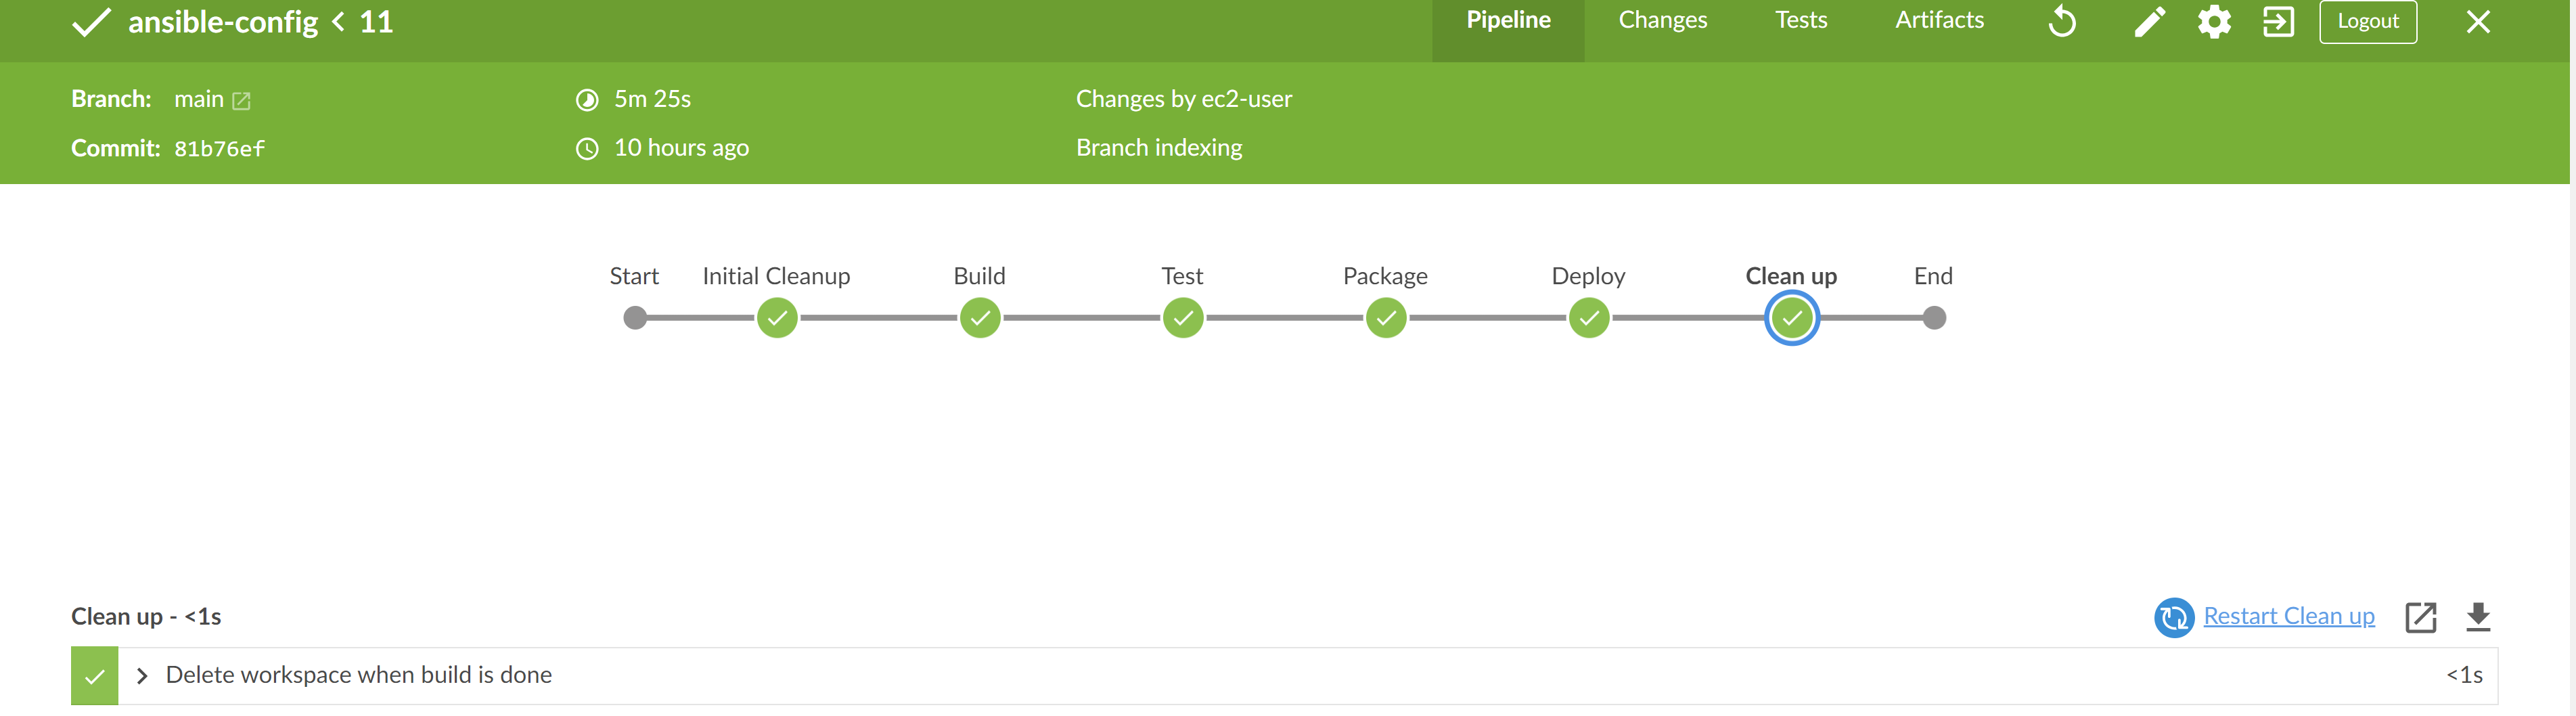 ansible-config < 11
Pipeline Changes Tests Artifacts Logout
Branch: main 5m 25s Changes by ec2-user
Commit: 81b76ef 10 hours ago Branch indexing
Start Initial Cleanup Build Test Package Deploy Clean up End
Clean up - <1s Restart Clean up
Delete workspace when build is done <1s